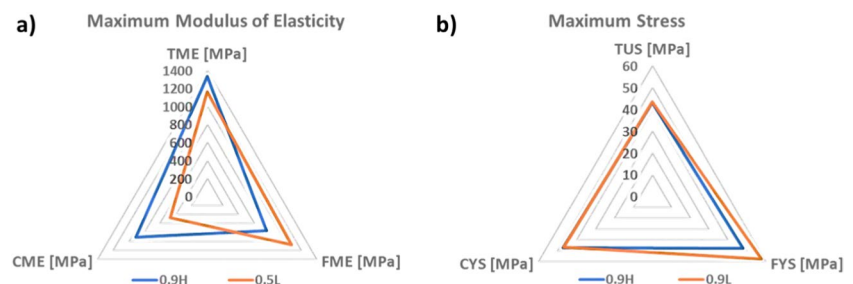 a)
Maximum Modulus of Elasticity
TME [MPa]
1400
1200
1000
800
600
400
200
0
CME [MPa]
FME [MPa]
0.9H
0.5L
b)
Maximum Stress
TUS [MPa]
60
50
40
30
20
10
0
CYS [MPa]
FYS [MPa]
0.9H
0.9L